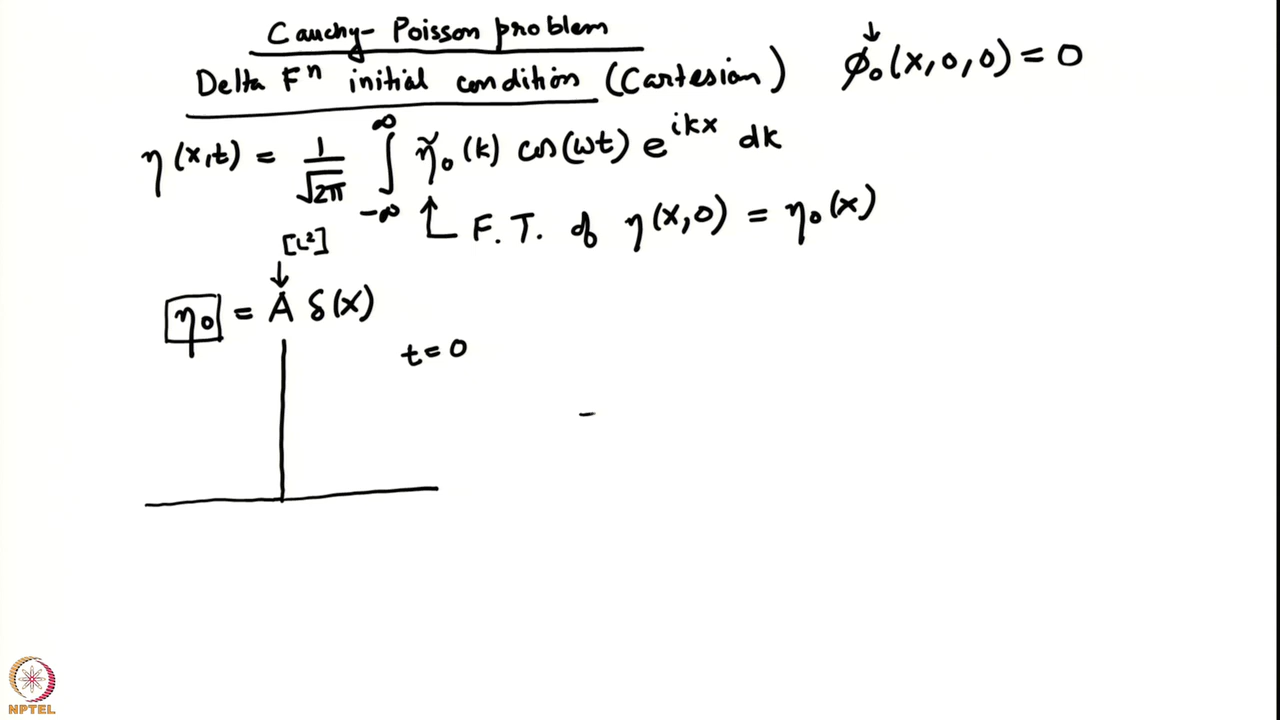 Cauchy-Poisson problem
Delta Fⁿ initial condition (Cartesian) ϕ₀(x,0,0) = 0
η(x,t) = 1/√2π ∫_{-∞}^{∞} η̃₀(k) cos(ωt) e^{ikx} dk
F.T. of η(x,0) = η₀(x)
[L²]
η₀ = A δ(x)
t=0
NPTEL